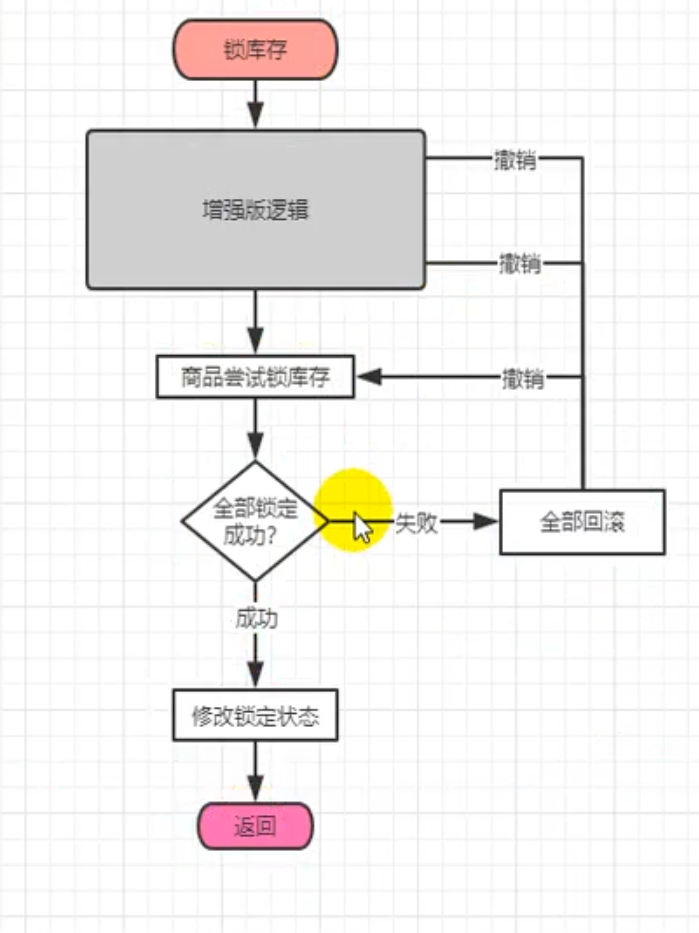 锁库存
撤销
增强版逻辑
撤销
商品尝试锁库存
撤销
全部锁定
成功?
失败
全部回滚
成功
修改锁定状态
返回